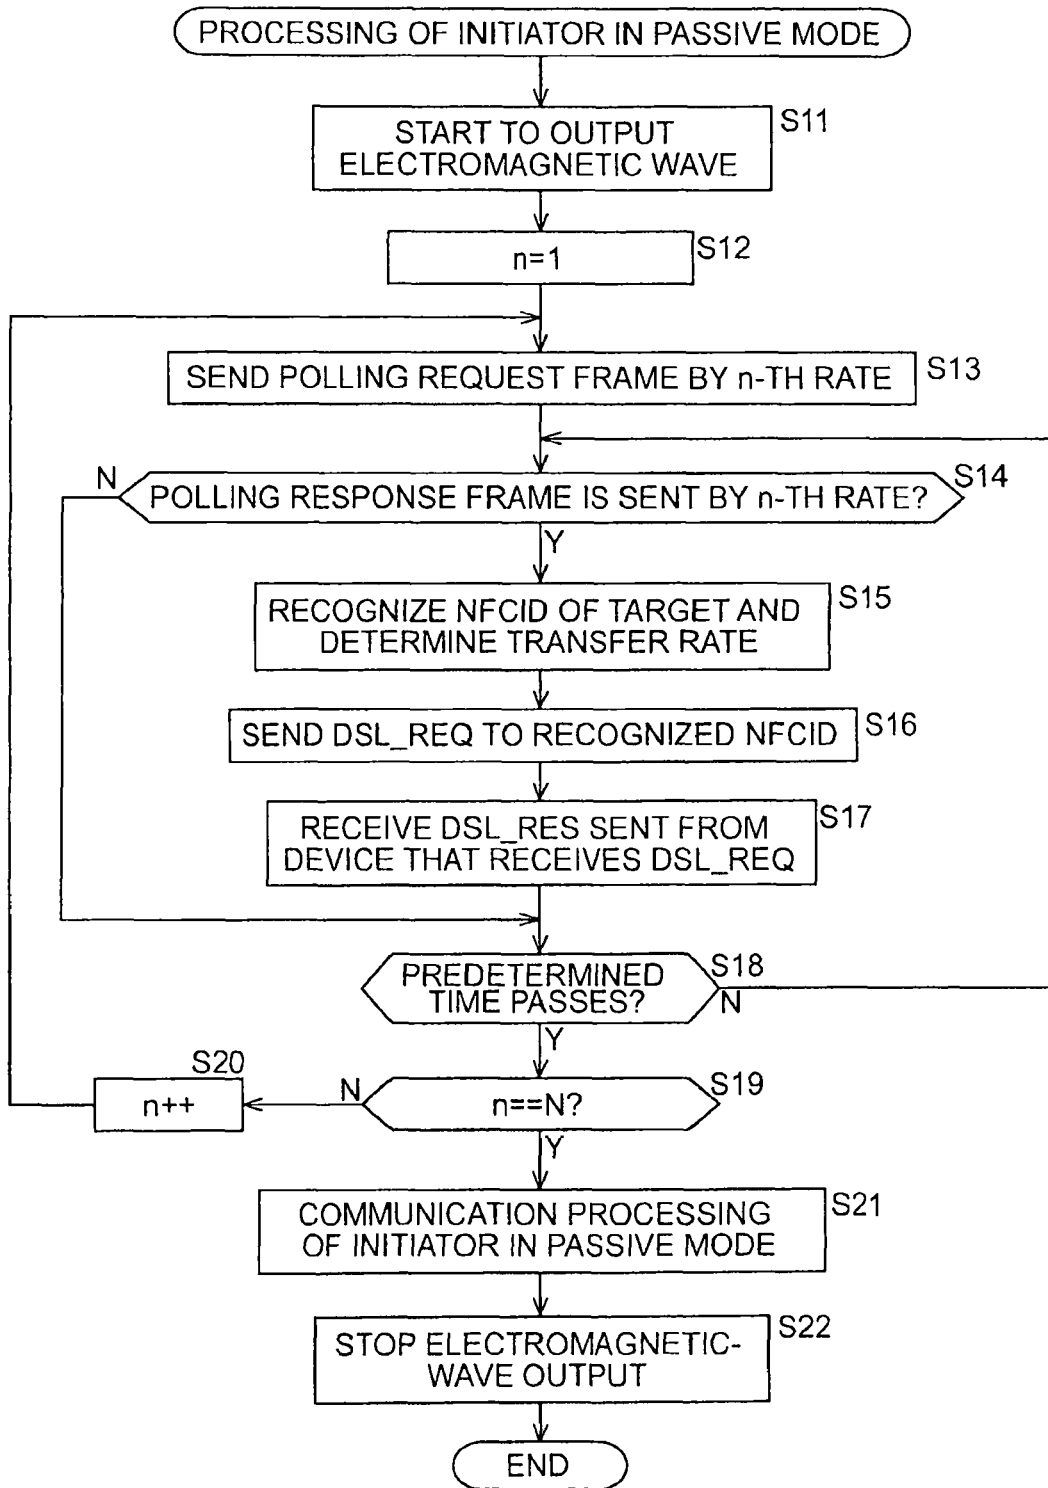 PROCESSING OF INITIATOR IN PASSIVE MODE
S11
START TO OUTPUT
ELECTROMAGNETIC WAVE
S12
n=1
S13
SEND POLLING REQUEST FRAME BY n-TH RATE
N
S14
POLLING RESPONSE FRAME IS SENT BY n-TH RATE?
Y
S15
RECOGNIZE NFCID OF TARGET AND
DETERMINE TRANSFER RATE
S16
SEND DSL_REQ TO RECOGNIZED NFCID
S17
RECEIVE DSL_RES SENT FROM
DEVICE THAT RECEIVES DSL_REQ
S18
PREDETERMINED
TIME PASSES?
N
Y
S20
n++
N
S19
n==N?
Y
S21
COMMUNICATION PROCESSING
OF INITIATOR IN PASSIVE MODE
S22
STOP ELECTROMAGNETIC-
WAVE OUTPUT
END